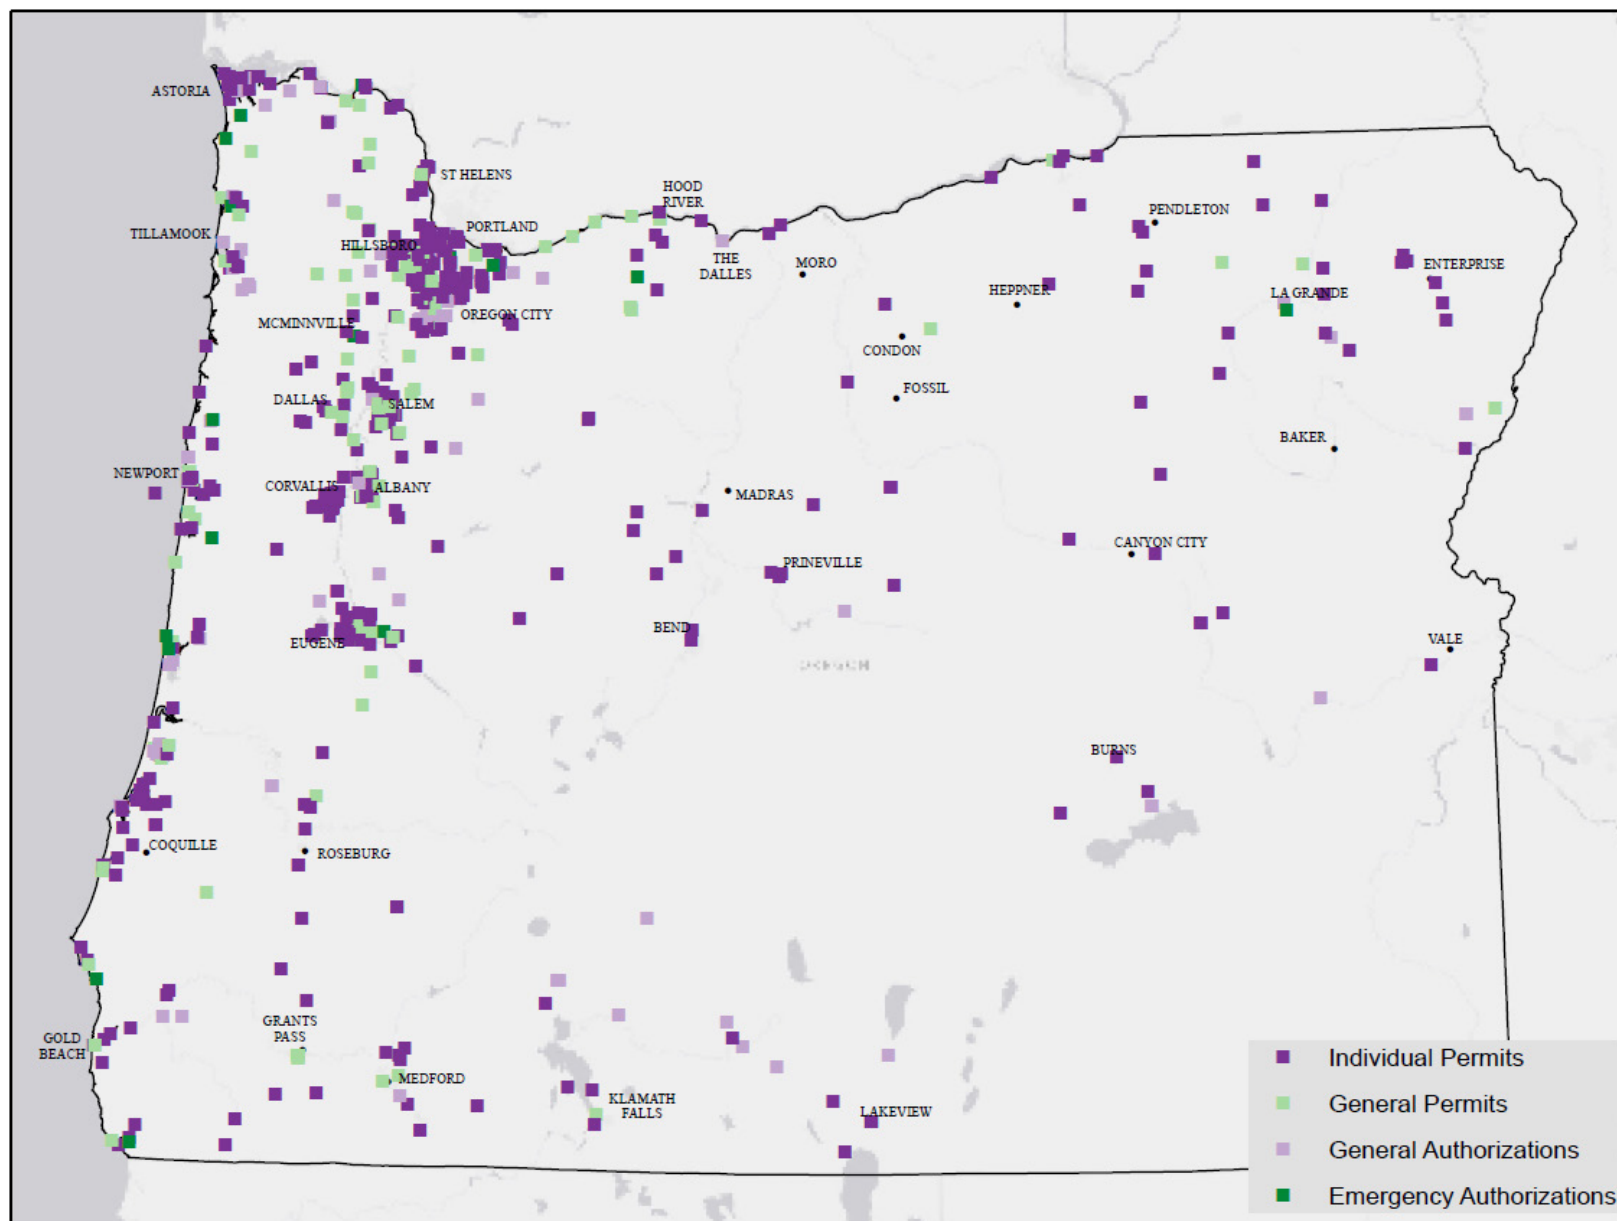 ASTORIA
ST HELENS
HOOD
RIVER
PENDLETON
TILLAMOOK
PORTLAND
HILLSBORO
THE
DALLES
MORO
ENTERPRISE
HEPPNER
LA GRANDE
MCMINNVILLE
OREGON CITY
CONDON
FOSSIL
DALLAS
SALEM
BAKER
NEWPORT
CORVALLIS
ALBANY
MADRAS
CANYON CITY
PRINEVILLE
BEND
EUGENE
VALE
OREGON
BURNS
COQUILLE
ROSEBURG
GRANTS
PASS
GOLD
BEACH
MEDFORD
KLAMATH
FALLS
LAKEVIEW
Individual Permits
General Permits
General Authorizations
Emergency Authorizations